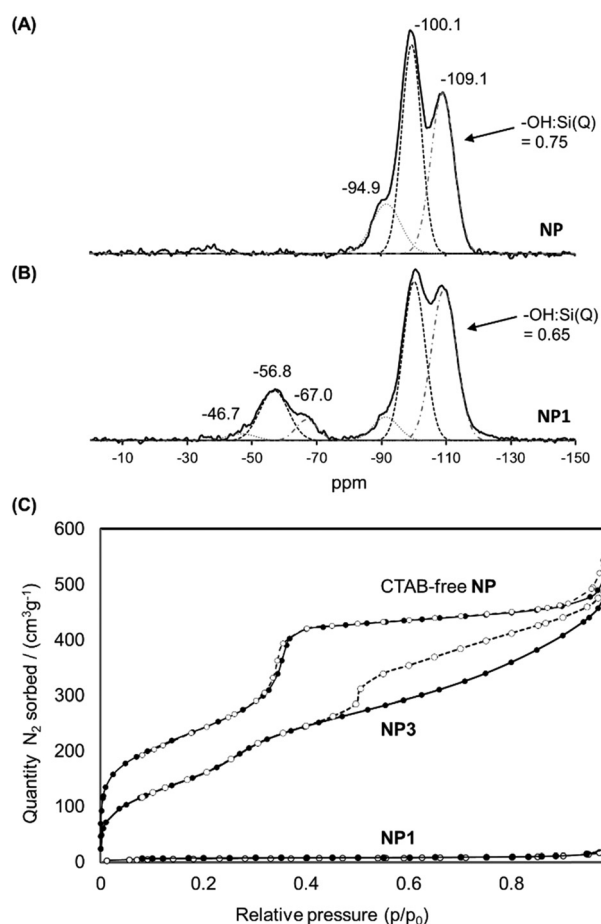 (A)
-100.1
-109.1
-OH:Si(Q)
= 0.75
-94.9
NP
(B)
-56.8
-OH:Si(Q)
= 0.65
-67.0
-46.7
NP1
-10 -30 -50 -70 -90 -110 -130 -150
ppm
(C)
600
CTAB-free NP
500
400
300
NP3
200
100
NP1
0
0 0.2 0.4 0.6 0.8
Quantity N₂ sorbed / (cm³g⁻¹)
Relative pressure (p/p₀)